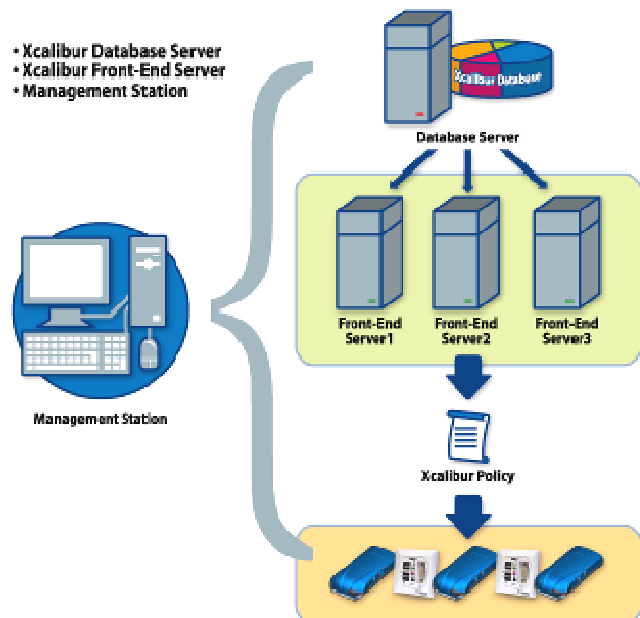 • Xcalibur Database Server
• Xcalibur Front-End Server
• Management Station
Xcalibur Database
Database Server
Front-End
Server1
Front-End
Server2
Front-End
Server3
Management Station
Xcalibur Policy